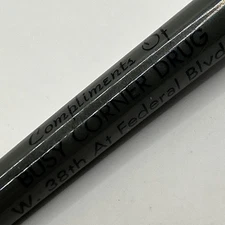 Compliments Of
BUSY CORNER DRUG
W. 38th At Federal Blvd